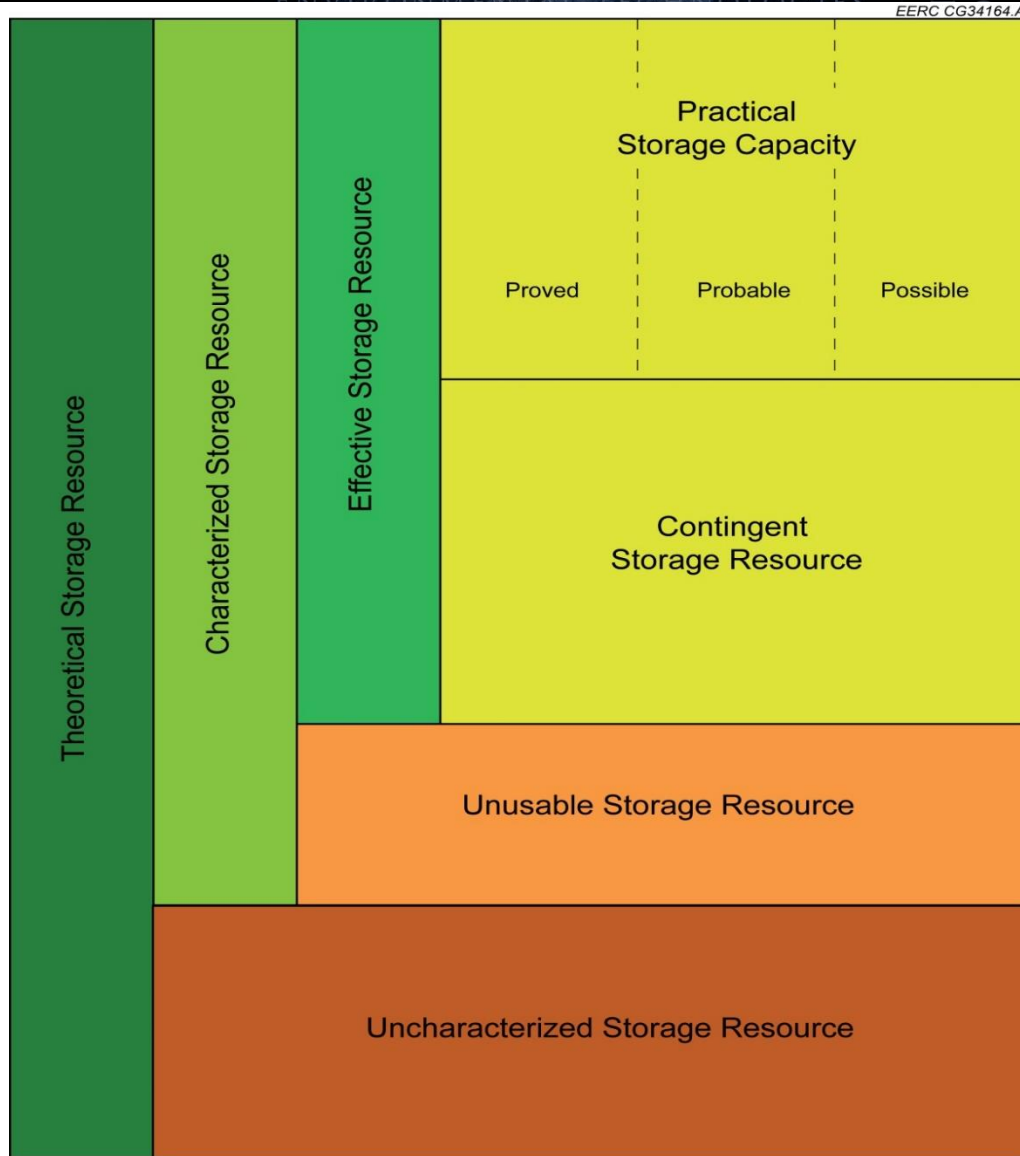 EERC CG34164.A
Practical
Storage Capacity
Proved
Probable
Possible
Contingent
Storage Resource
Theoretical Storage Resource
Characterized Storage Resource
Effective Storage Resource
Unusable Storage Resource
Uncharacterized Storage Resource